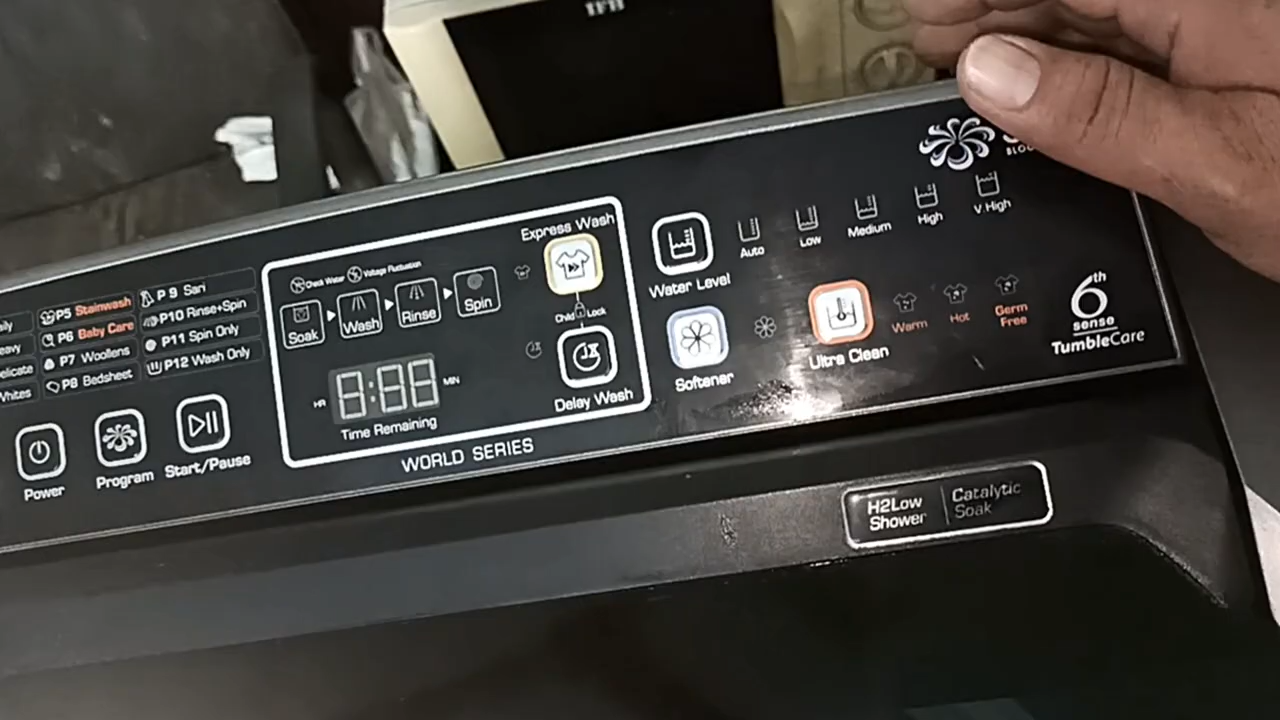 IFB
P5 Stainwash
P6 Baby Care
P7 Woollens
P8 Bedsheet
P 9 Sari
P10 Rinse+Spin
P11 Spin Only
P12 Wash Only
Power
Program
Start/Pause
Check Water
Voltage Fluctuation
Soak
Wash
Rinse
Spin
HR
MIN
Time Remaining
Express Wash
Child Lock
Delay Wash
WORLD SERIES
Water Level
Auto
Low
Medium
High
V.High
Softener
Ultra Clean
Warm
Hot
Germ
Free
6th
sense
TumbleCare
H2Low
Shower
Catalytic
Soak